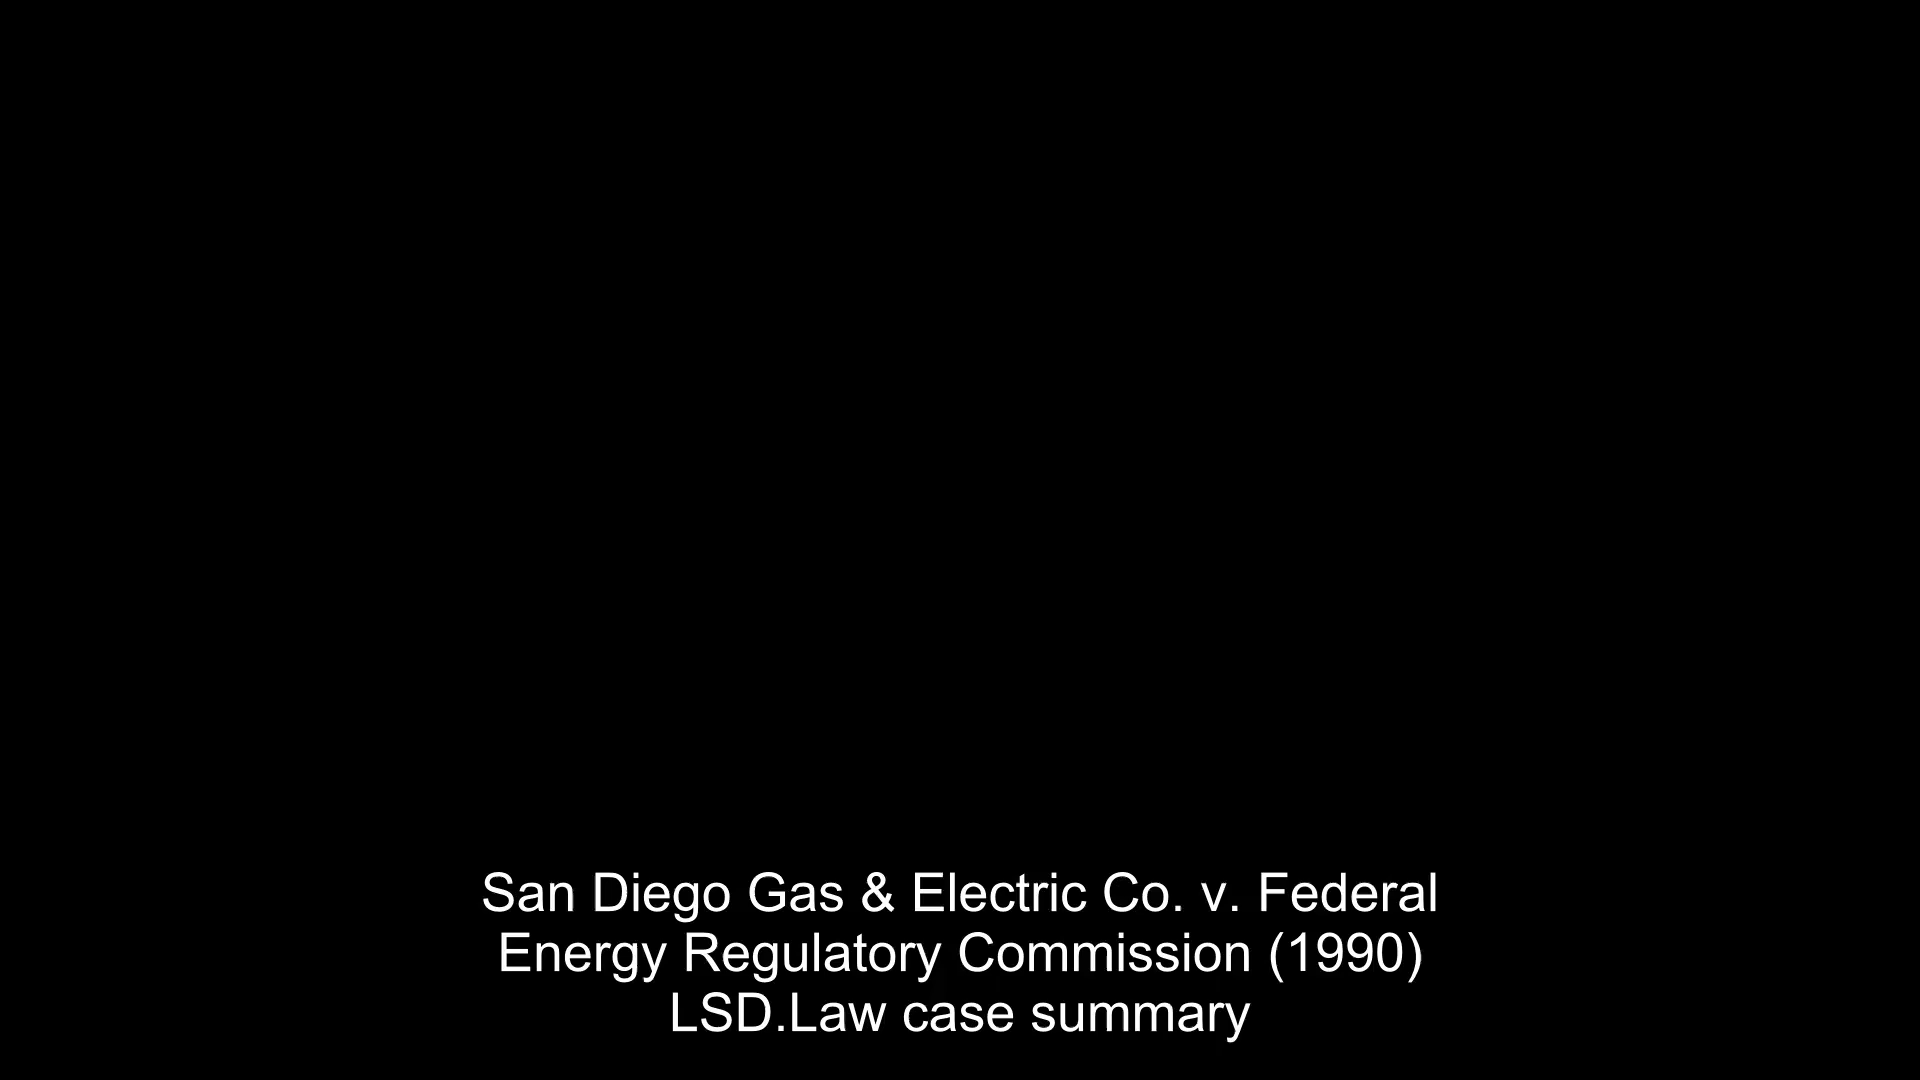 San Diego Gas & Electric Co. v. Federal
Energy Regulatory Commission (1990)
LSD.Law case summary